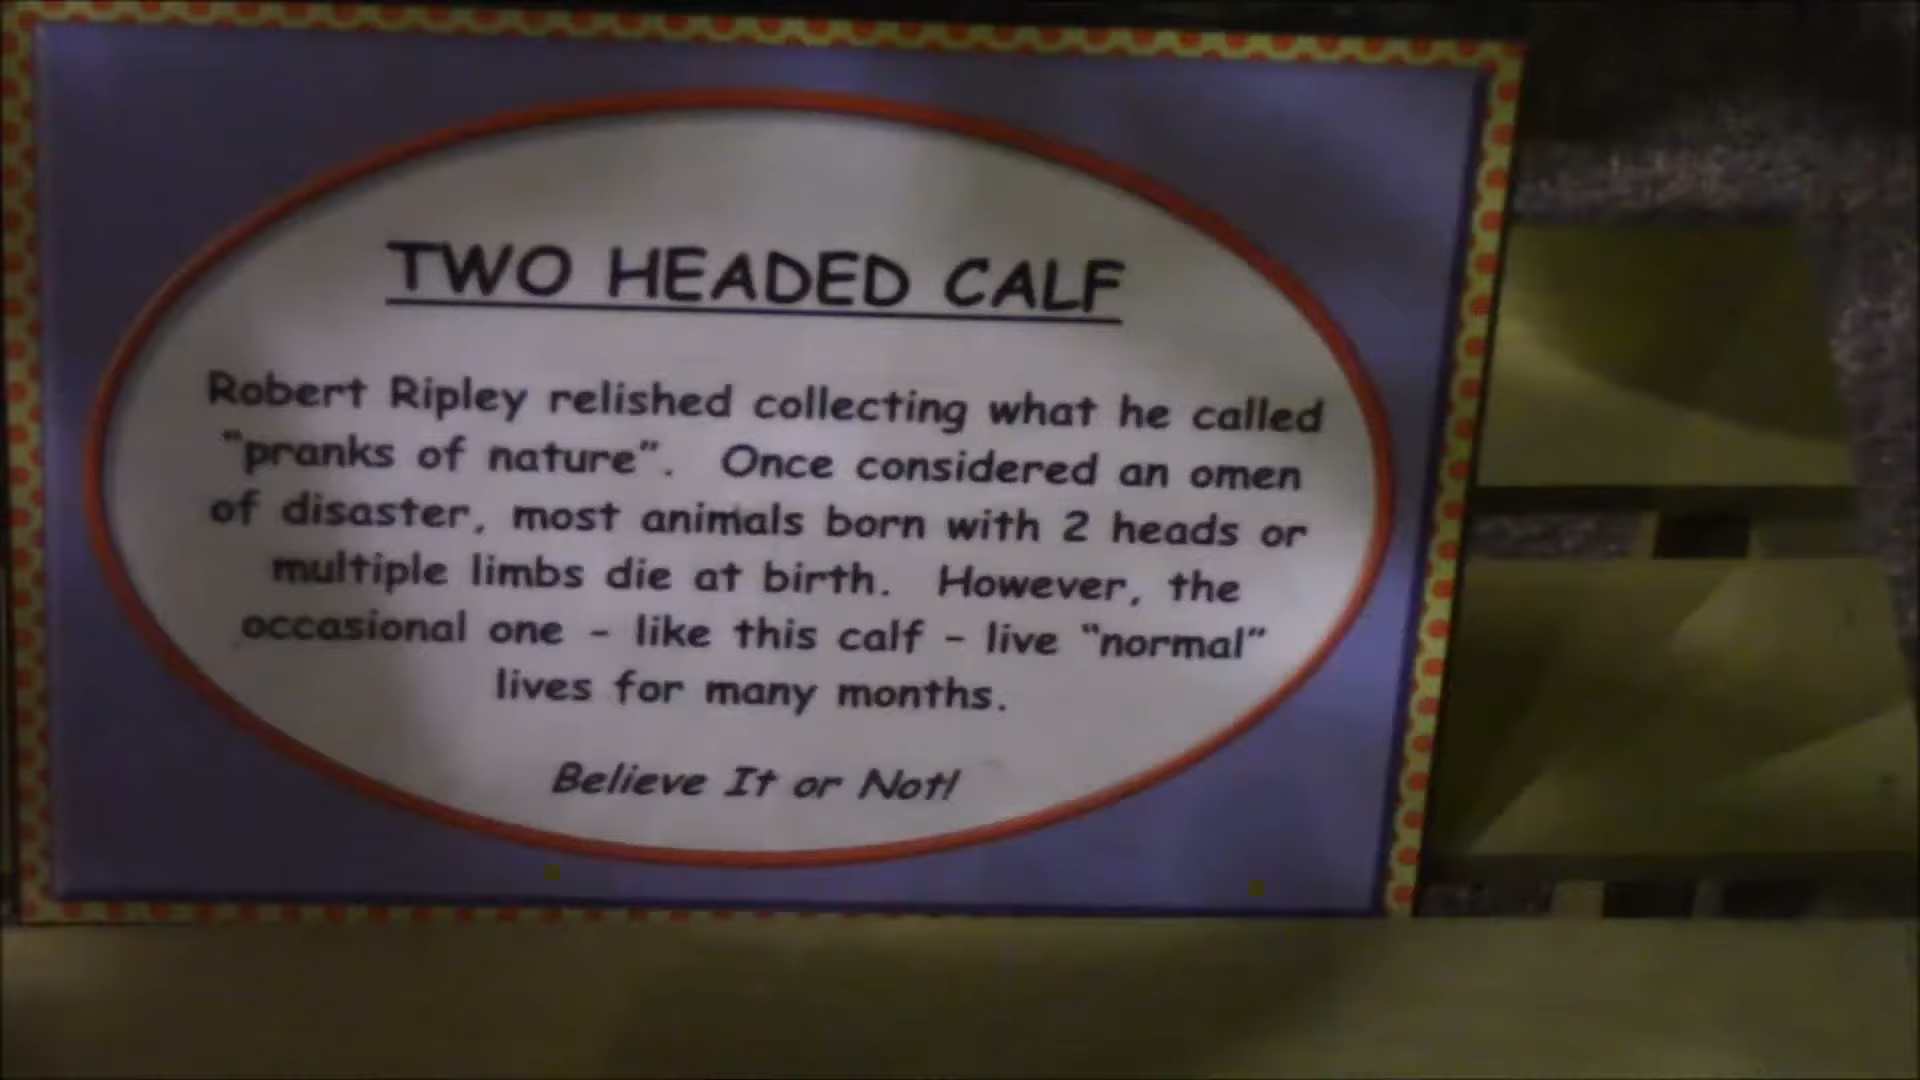 TWO HEADED CALF
Robert Ripley relished collecting what he called
"pranks of nature". Once considered an omen
of disaster, most animals born with 2 heads or
multiple limbs die at birth. However, the
occasional one – like this calf – live "normal"
lives for many months.
Believe It or Not!